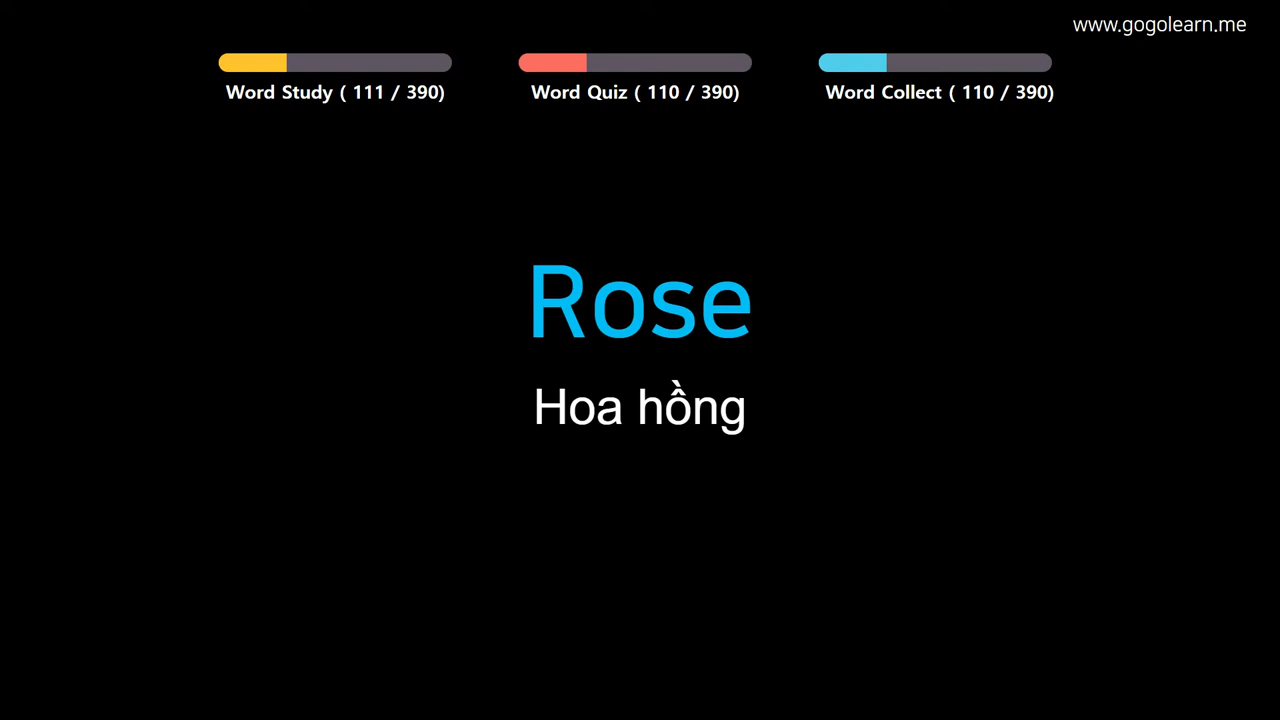 www.gogolearn.me
Word Study ( 111 / 390)
Word Quiz ( 110 / 390)
Word Collect ( 110 / 390)
Rose
Hoa hồng